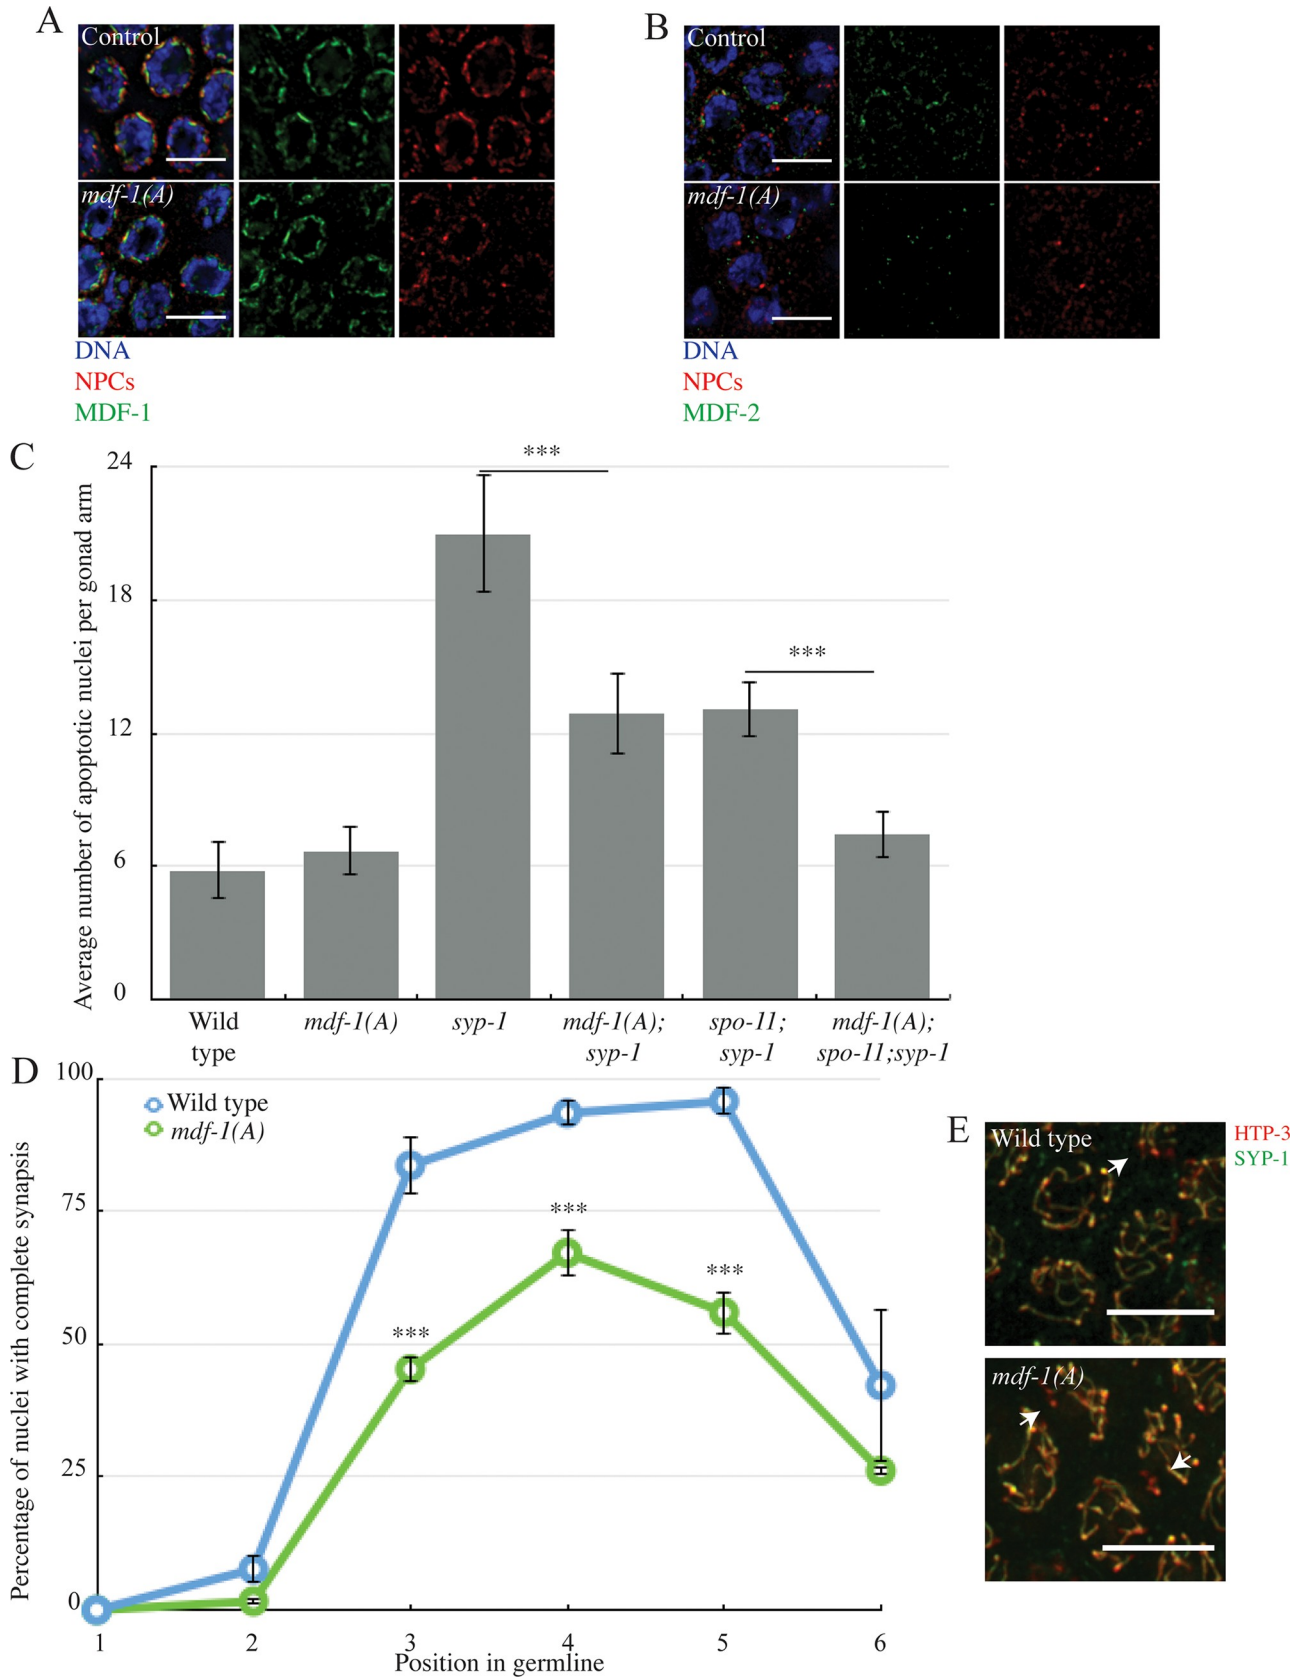 A
Control
mdf-1(A)
DNA
NPCs
MDF-1
B
Control
mdf-1(A)
DNA
NPCs
MDF-2
C
Average number of apoptotic nuclei per gonad arm
24
18
12
6
0
***
***
Wild type
mdf-1(A)
syp-1
mdf-1(A); syp-1
spo-11; syp-1
mdf-1(A); spo-11;syp-1
D
Percentage of nuclei with complete synapsis
100
75
50
25
0
Wild type
mdf-1(A)
***
***
***
1 2 3 4 5 6
Position in germline
E
Wild type
HTP-3
SYP-1
mdf-1(A)